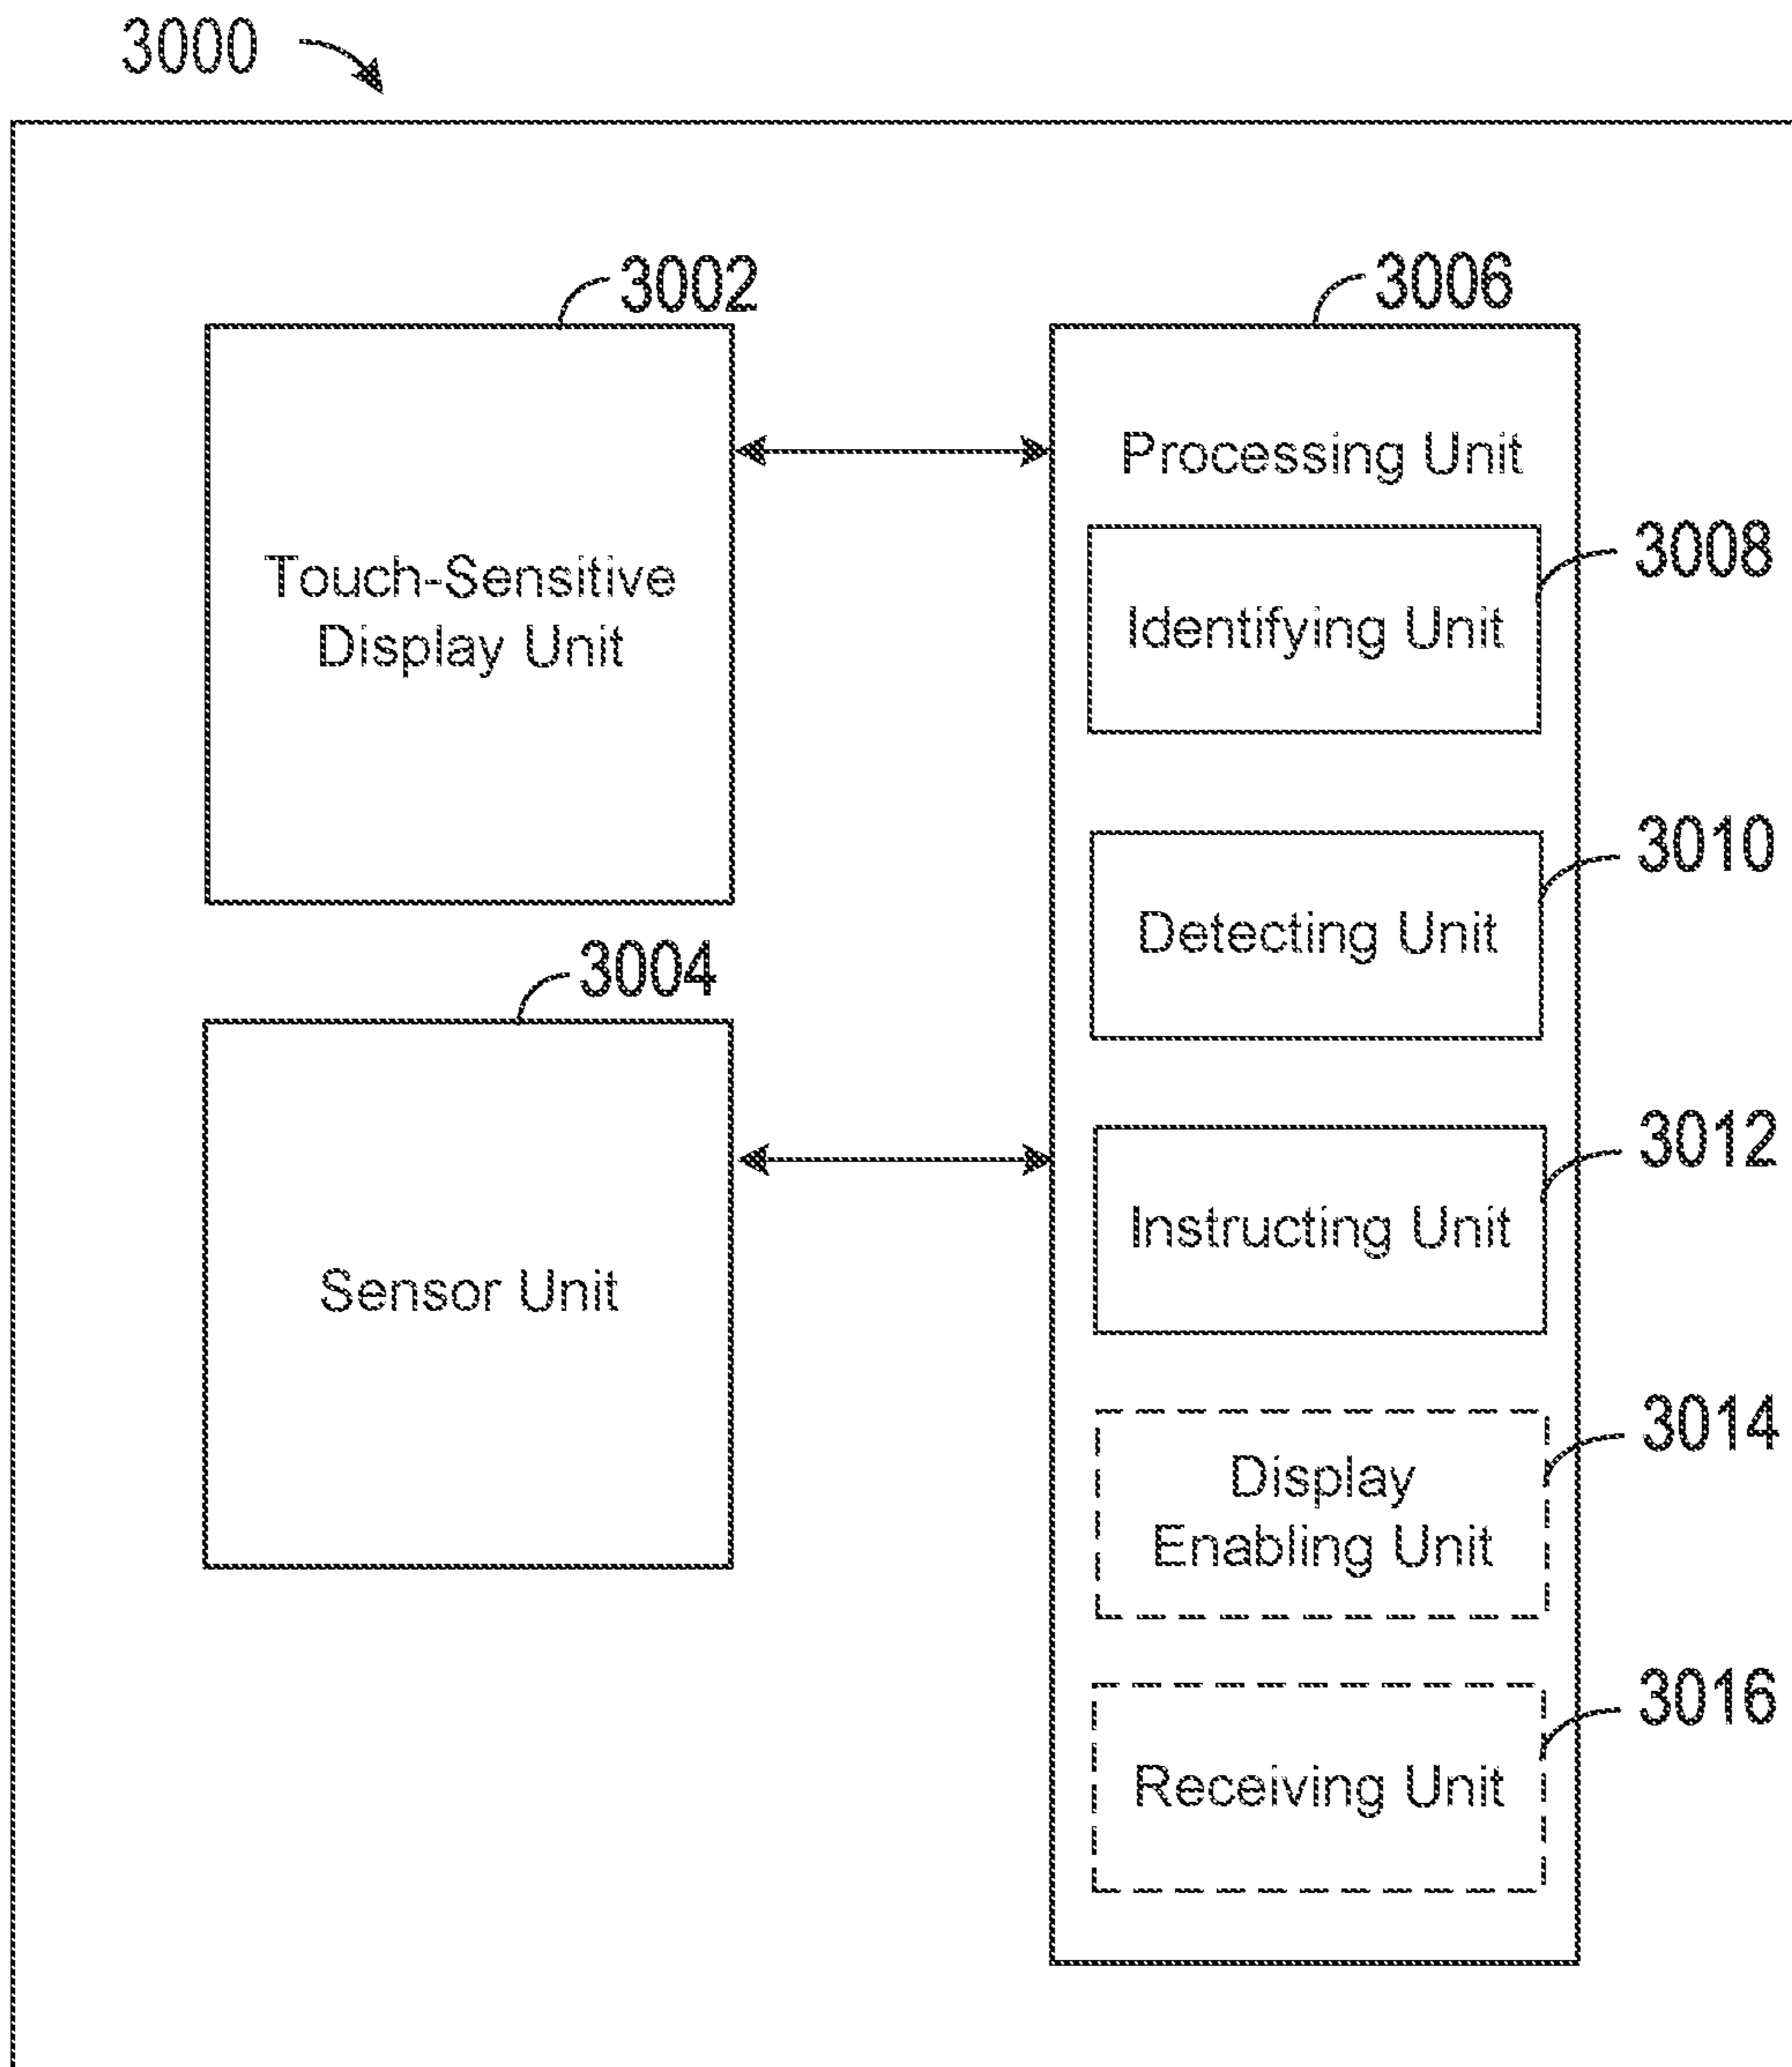 3000
3002
Touch-Sensitive
Display Unit
3004
Sensor Unit
3006
Processing Unit
3008
Identifying Unit
3010
Detecting Unit
3012
Instructing Unit
3014
Display
Enabling Unit
3016
Receiving Unit